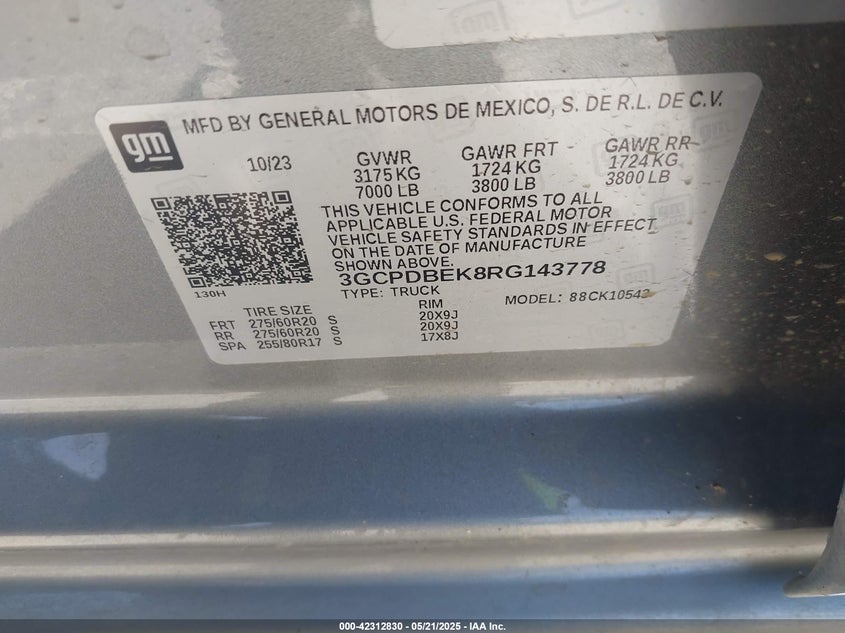 gm
MFD BY GENERAL MOTORS DE MEXICO, S. DE R.L. DE C.V.
10/23 GVWR GAWR FRT GAWR RR
3175 KG 1724 KG 1724 KG
7000 LB 3800 LB 3800 LB
THIS VEHICLE CONFORMS TO ALL
APPLICABLE U.S. FEDERAL MOTOR
VEHICLE SAFETY STANDARDS IN EFFECT
ON THE DATE OF MANUFACTURE
SHOWN ABOVE.
3GCPDBEK8RG143778
130H
TYPE: TRUCK MODEL: 88CK10543
TIRE SIZE RIM
FRT 275/60R20 S 20X9J
RR 275/60R20 S 20X9J
SPA 255/80R17 S 17X8J
000-42312830 - 05/21/2025 - IAA Inc.